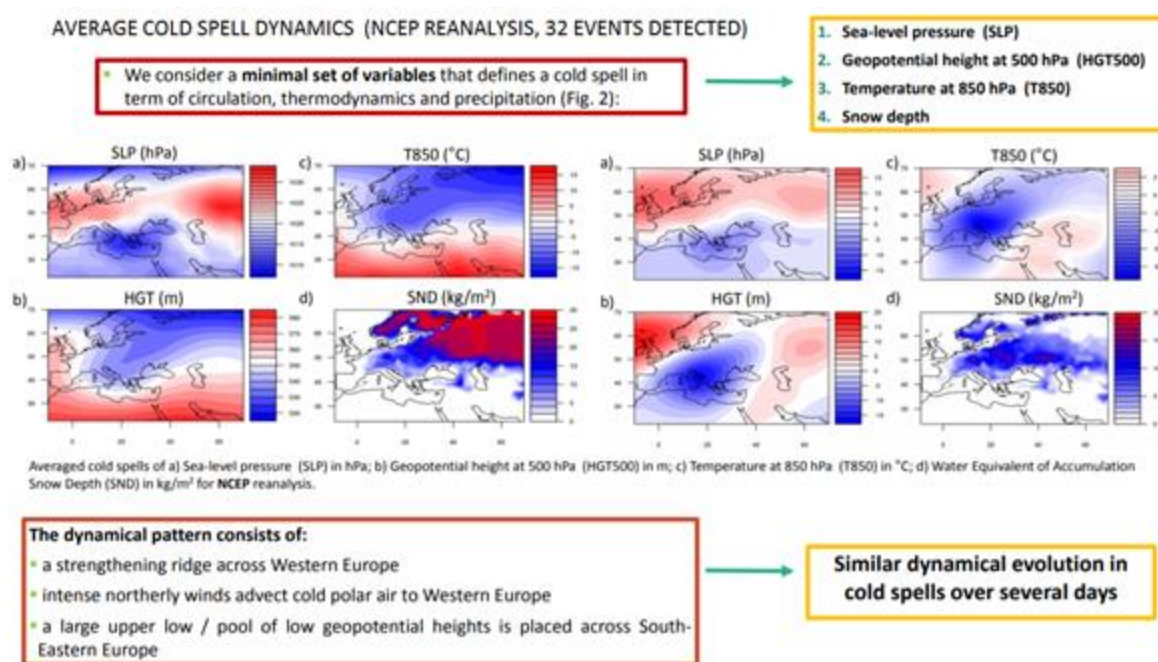 AVERAGE COLD SPELL DYNAMICS (NCEP REANALYSIS, 32 EVENTS DETECTED)
▪ We consider a minimal set of variables that defines a cold spell in
term of circulation, thermodynamics and precipitation (Fig. 2):
1. Sea-level pressure (SLP)
2. Geopotential height at 500 hPa (HGT500)
3. Temperature at 850 hPa (T850)
4. Snow depth
a) SLP (hPa)
c) T850 (°C)
a) SLP (hPa)
c) T850 (°C)
b) HGT (m)
d) SND (kg/m²)
b) HGT (m)
d) SND (kg/m²)
Averaged cold spells of a) Sea-level pressure (SLP) in hPa; b) Geopotential height at 500 hPa (HGT500) in m; c) Temperature at 850 hPa (T850) in °C; d) Water Equivalent of Accumulation
Snow Depth (SND) in kg/m² for NCEP reanalysis.
The dynamical pattern consists of:
▪ a strengthening ridge across Western Europe
▪ intense northerly winds advect cold polar air to Western Europe
▪ a large upper low / pool of low geopotential heights is placed across South-
Eastern Europe
Similar dynamical evolution in
cold spells over several days